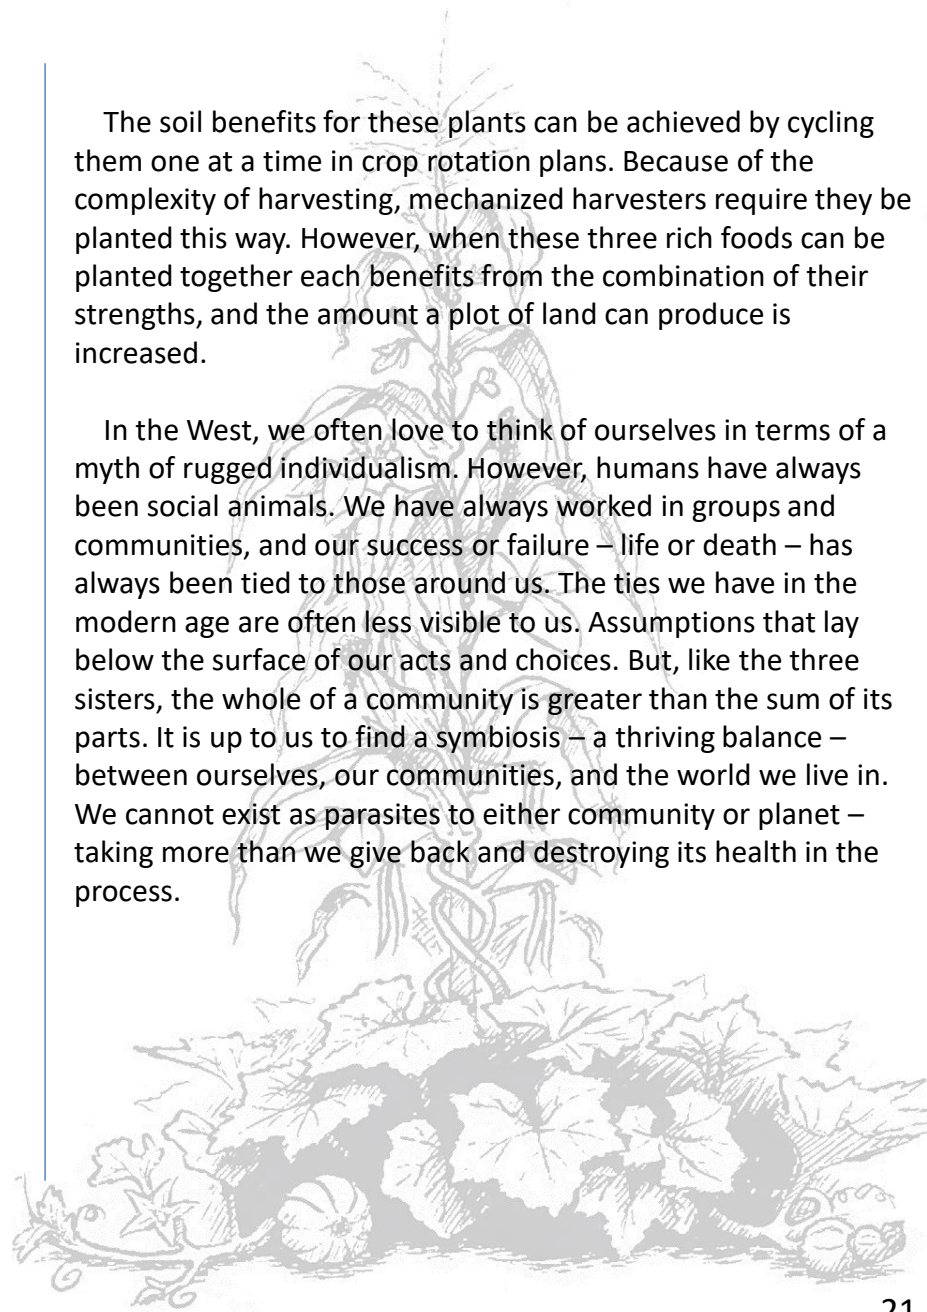 The soil benefits for these plants can be achieved by cycling
them one at a time in crop rotation plans. Because of the
complexity of harvesting, mechanized harvesters require they be
planted this way. However, when these three rich foods can be
planted together each benefits from the combination of their
strengths, and the amount a plot of land can produce is
increased.
In the West, we often love to think of ourselves in terms of a
myth of rugged individualism. However, humans have always
been social animals. We have always worked in groups and
communities, and our success or failure – life or death – has
always been tied to those around us. The ties we have in the
modern age are often less visible to us. Assumptions that lay
below the surface of our acts and choices. But, like the three
sisters, the whole of a community is greater than the sum of its
parts. It is up to us to find a symbiosis – a thriving balance –
between ourselves, our communities, and the world we live in.
We cannot exist as parasites to either community or planet –
taking more than we give back and destroying its health in the
process.
21